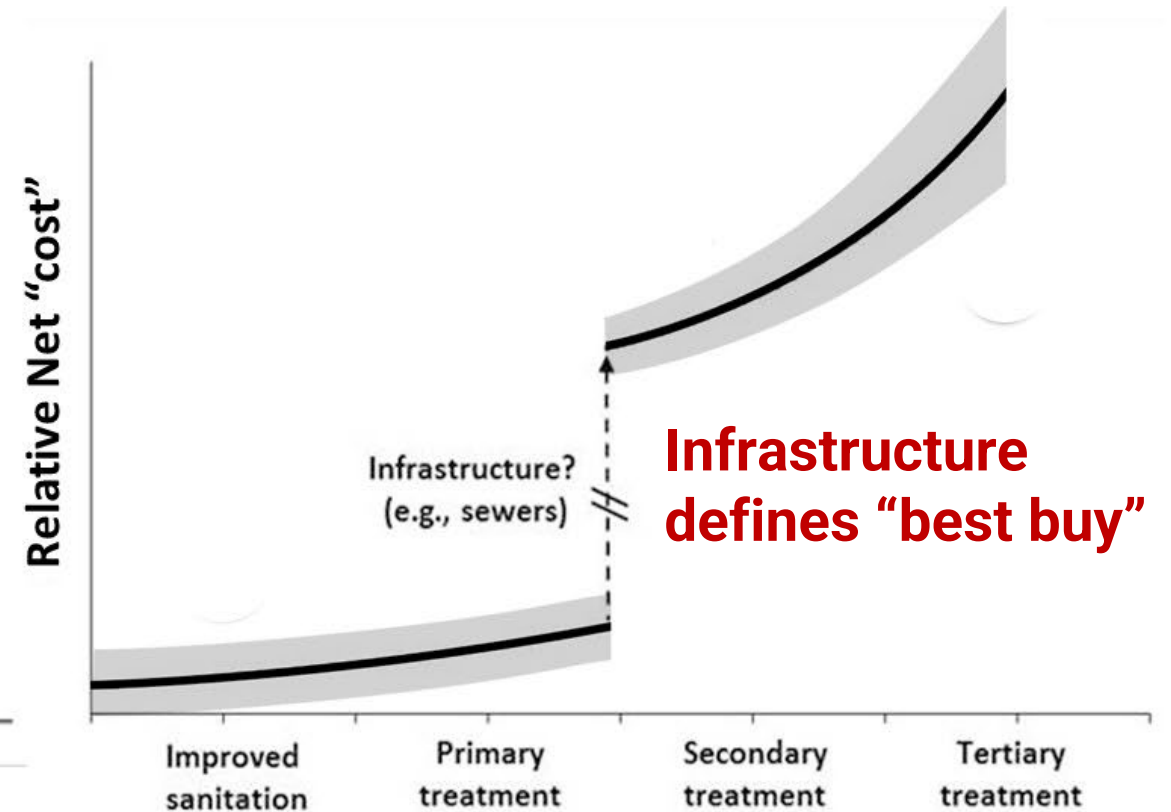 Relative Net “cost”
Infrastructure?
(e.g., sewers)
Infrastructure
defines “best buy”
Improved
sanitation
Primary
treatment
Secondary
treatment
Tertiary
treatment